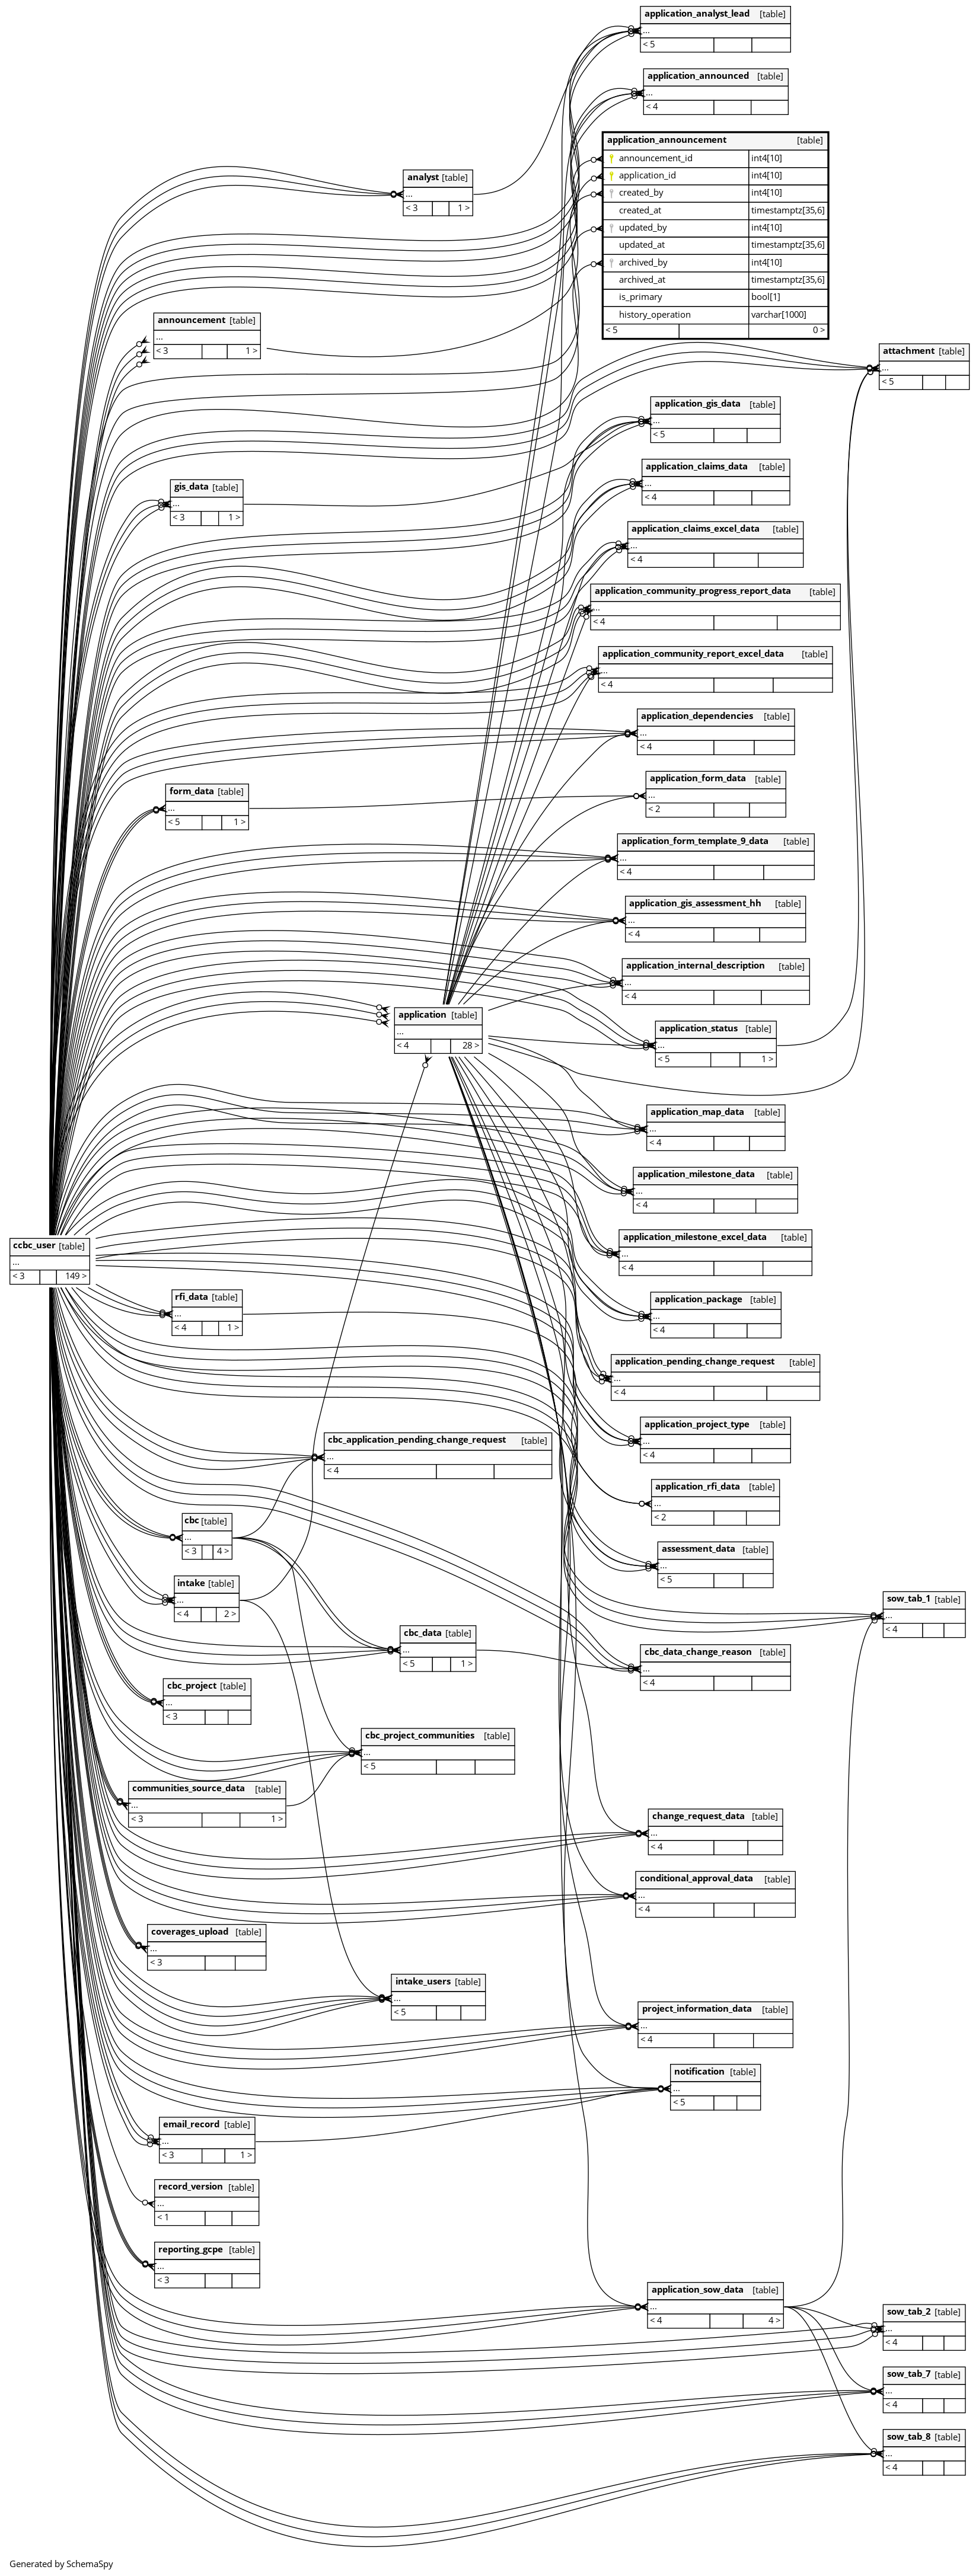 application_analyst_lead [table]
...
< 5
application_announced [table]
...
< 4
application_announcement [table]
announcement_id int4[10]
application_id int4[10]
created_by int4[10]
created_at timestamptz[35,6]
updated_by int4[10]
updated_at timestamptz[35,6]
archived_by int4[10]
archived_at timestamptz[35,6]
is_primary bool[1]
history_operation varchar[1000]
< 5 0 >
analyst [table]
...
< 3 1 >
announcement [table]
...
< 3 1 >
attachment [table]
...
< 5
application_gis_data [table]
...
< 5
application_claims_data [table]
...
< 4
gis_data [table]
...
< 3 1 >
application_claims_excel_data [table]
...
< 4
application_community_progress_report_data [table]
...
< 4
application_community_report_excel_data [table]
...
< 4
application_dependencies [table]
...
< 4
application_form_data [table]
...
< 2
form_data [table]
...
< 5 1 >
application_form_template_9_data [table]
...
< 4
application_gis_assessment_hh [table]
...
< 4
application_internal_description [table]
...
< 4
application [table]
...
< 4 28 >
application_status [table]
...
< 5 1 >
application_map_data [table]
...
< 4
application_milestone_data [table]
...
< 4
application_milestone_excel_data [table]
...
< 4
ccbc_user [table]
...
< 3 149 >
rfi_data [table]
...
< 4 1 >
application_package [table]
...
< 4
application_pending_change_request [table]
...
< 4
application_project_type [table]
...
< 4
cbc_application_pending_change_request [table]
...
< 4
application_rfi_data [table]
...
< 2
cbc [table]
...
< 3 4 >
assessment_data [table]
...
< 5
intake [table]
...
< 4 2 >
sow_tab_1 [table]
...
< 4
cbc_data [table]
...
< 5 1 >
cbc_data_change_reason [table]
...
< 4
cbc_project [table]
...
< 3
cbc_project_communities [table]
...
< 5
communities_source_data [table]
...
< 3 1 >
change_request_data [table]
...
< 4
conditional_approval_data [table]
...
< 4
coverages_upload [table]
...
< 3
intake_users [table]
...
< 5
project_information_data [table]
...
< 4
notification [table]
...
< 5
email_record [table]
...
< 3 1 >
record_version [table]
...
< 1
reporting_gcpe [table]
...
< 3
application_sow_data [table]
...
< 4 4 >
sow_tab_2 [table]
...
< 4
sow_tab_7 [table]
...
< 4
sow_tab_8 [table]
...
< 4
Generated by SchemaSpy